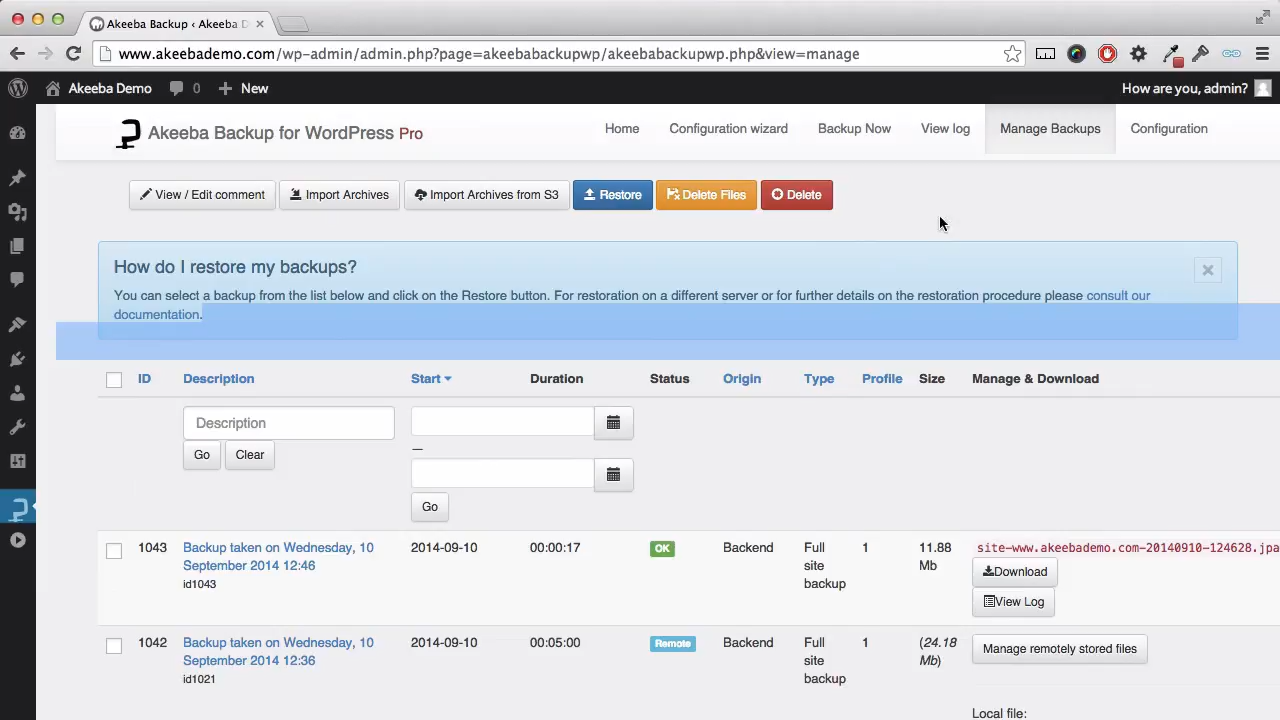 Akeeba Backup ‹ Akeeba D
www.akeebademo.com/wp-admin/admin.php?page=akeebabackupwp/akeebabackupwp.php&view=manage
Akeeba Demo 0 New How are you, admin?
Akeeba Backup for WordPress Pro Home Configuration wizard Backup Now View log Manage Backups Configuration
View / Edit comment Import Archives Import Archives from S3 Restore Delete Files Delete
How do I restore my backups?
You can select a backup from the list below and click on the Restore button. For restoration on a different server or for further details on the restoration procedure please consult our
documentation.
ID Description Start Duration Status Origin Type Profile Size Manage & Download
Description
—
Go Clear
Go
1043 Backup taken on Wednesday, 10 2014-09-10 00:00:17 OK Backend Full 1 11.88 site-www.akeebademo.com-20140910-124628.jpa
September 2014 12:46 site Mb Download
id1043 backup
View Log
1042 Backup taken on Wednesday, 10 2014-09-10 00:05:00 Remote Backend Full 1 (24.18 Manage remotely stored files
September 2014 12:36 site Mb)
id1021 backup
Local file: